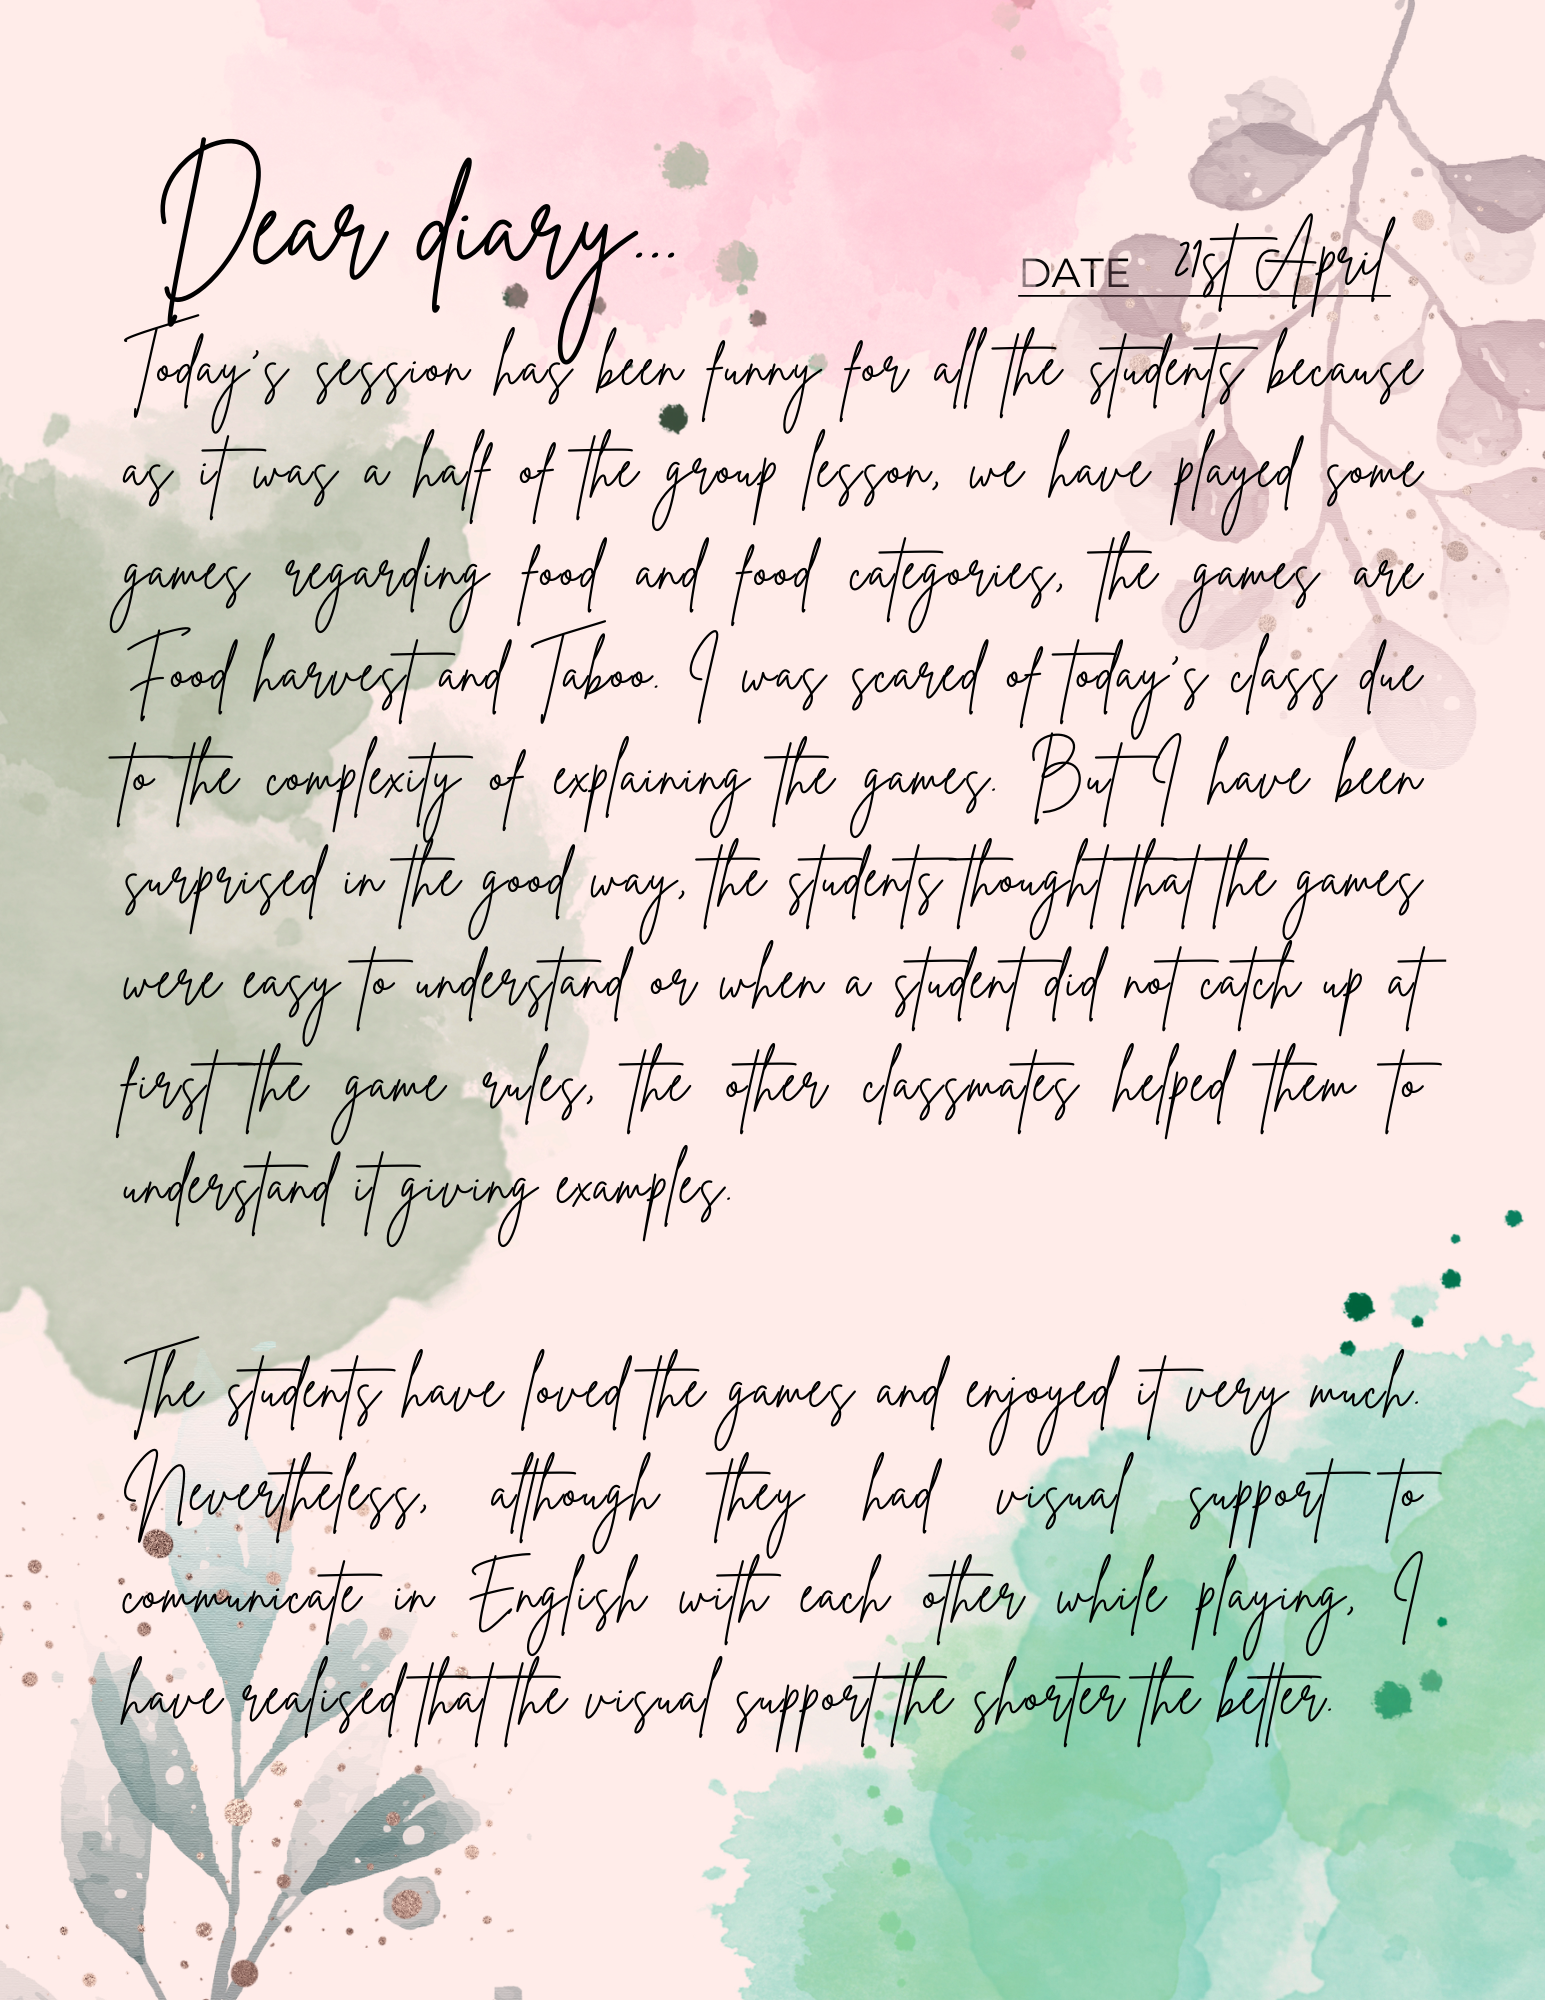 Dear diary...
DATE 21st April
Today's session has been funny for all the students because
as it was a half of the group lesson, we have played some
games regarding food and food categories, the games are
Food harvest and Taboo. I was scared of today's class due
to the complexity of explaining the games. But I have been
surprised in the good way, the students thought that the games
were easy to understand or when a student did not catch up at
first the game rules, the other classmates helped them to
understand it giving examples.
The students have loved the games and enjoyed it very much.
Nevertheless, although they had visual support to
communicate in English with each other while playing, I
have realised that the visual support the shorter the better.